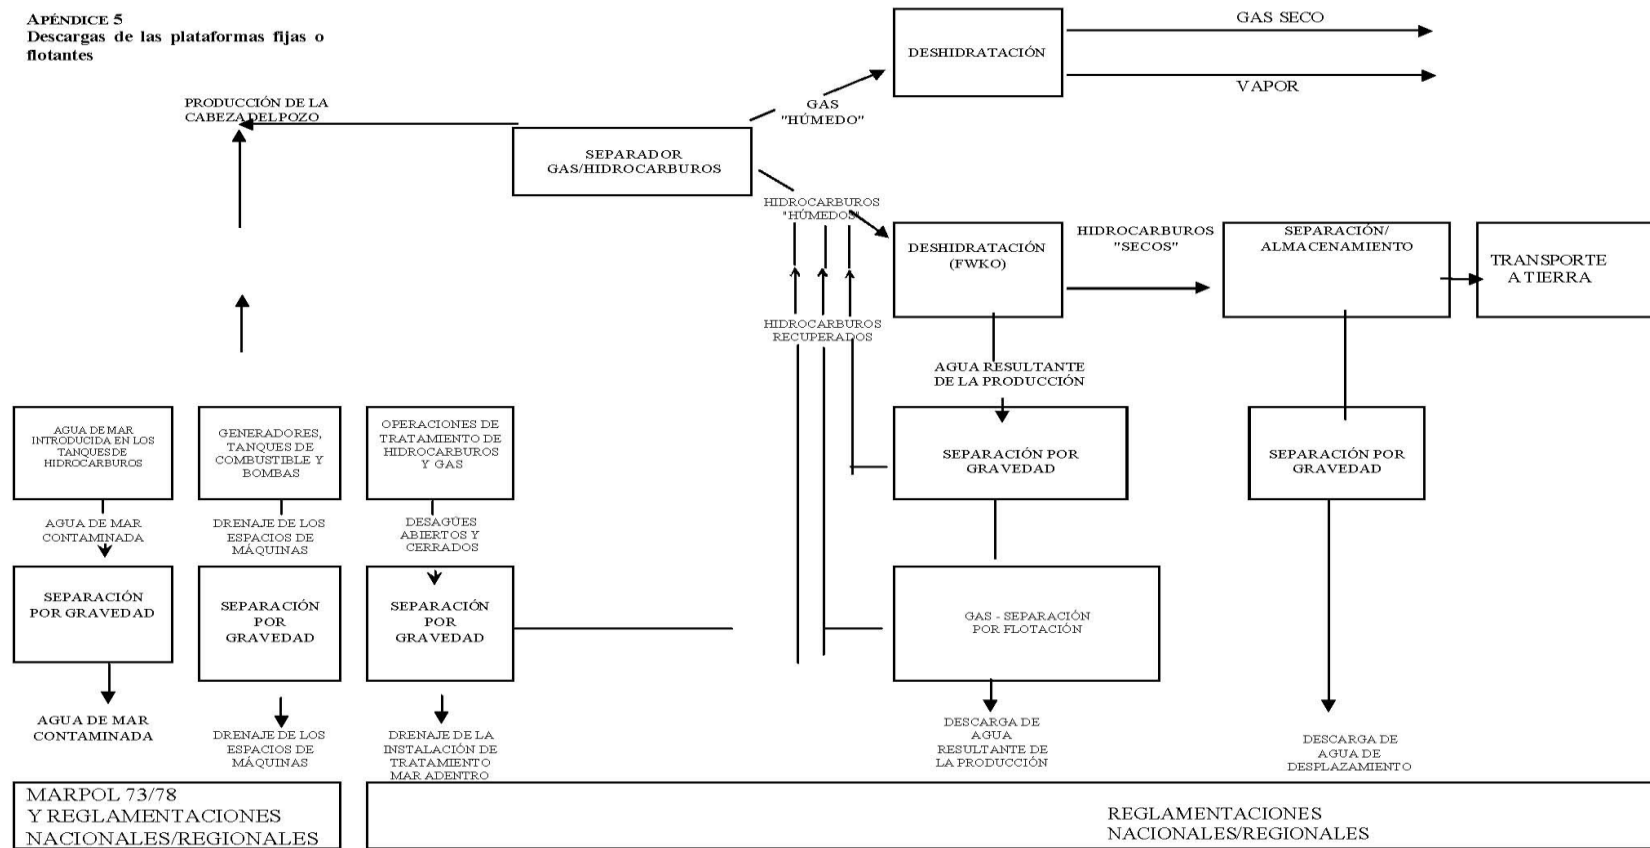 APÉNDICE 5
Descargas de las plataformas fijas o
flotantes
GAS SECO
DESHIDRATACIÓN
VAPOR
PRODUCCIÓN DE LA
CABEZA DEL POZO
GAS
"HÚMEDO"
SEPARADOR
GAS/HIDROCARBUROS
HIDROCARBUROS
"HÚMEDOS"
DESHIDRATACIÓN
(FWKO)
HIDROCARBUROS
"SECOS"
SEPARACIÓN/
ALMACENAMIENTO
TRANSPORTE
A TIERRA
HIDROCARBUROS
RECUPERADOS
AGUA RESULTANTE
DE LA PRODUCCIÓN
AGUA DE MAR
INTRODUCIDA EN LOS
TANQUES DE
HIDROCARBUROS
GENERADORES,
TANQUES DE
COMBUSTIBLE Y
BOMBAS
OPERACIONES DE
TRATAMIENTO DE
HIDROCARBUROS
Y GAS
SEPARACIÓN POR
GRAVEDAD
SEPARACIÓN POR
GRAVEDAD
AGUA DE MAR
CONTAMINADA
DRENAJE DE LOS
ESPACIOS DE
MÁQUINAS
DESAGÜES
ABIERTOS Y
CERRADOS
SEPARACIÓN
POR GRAVEDAD
SEPARACIÓN
POR
GRAVEDAD
SEPARACIÓN
POR
GRAVEDAD
GAS - SEPARACIÓN
POR FLOTACIÓN
AGUA DE MAR
CONTAMINADA
DRENAJE DE LOS
ESPACIOS DE
MÁQUINAS
DRENAJE DE LA
INSTALACIÓN DE
TRATAMIENTO
MAR ADENTRO
DESCARGA DE
AGUA
RESULTANTE DE
LA PRODUCCIÓN
DESCARGA DE
AGUA DE
DESPLAZAMIENTO
MARPOL 73/78
Y REGLAMENTACIONES
NACIONALES/REGIONALES
REGLAMENTACIONES
NACIONALES/REGIONALES